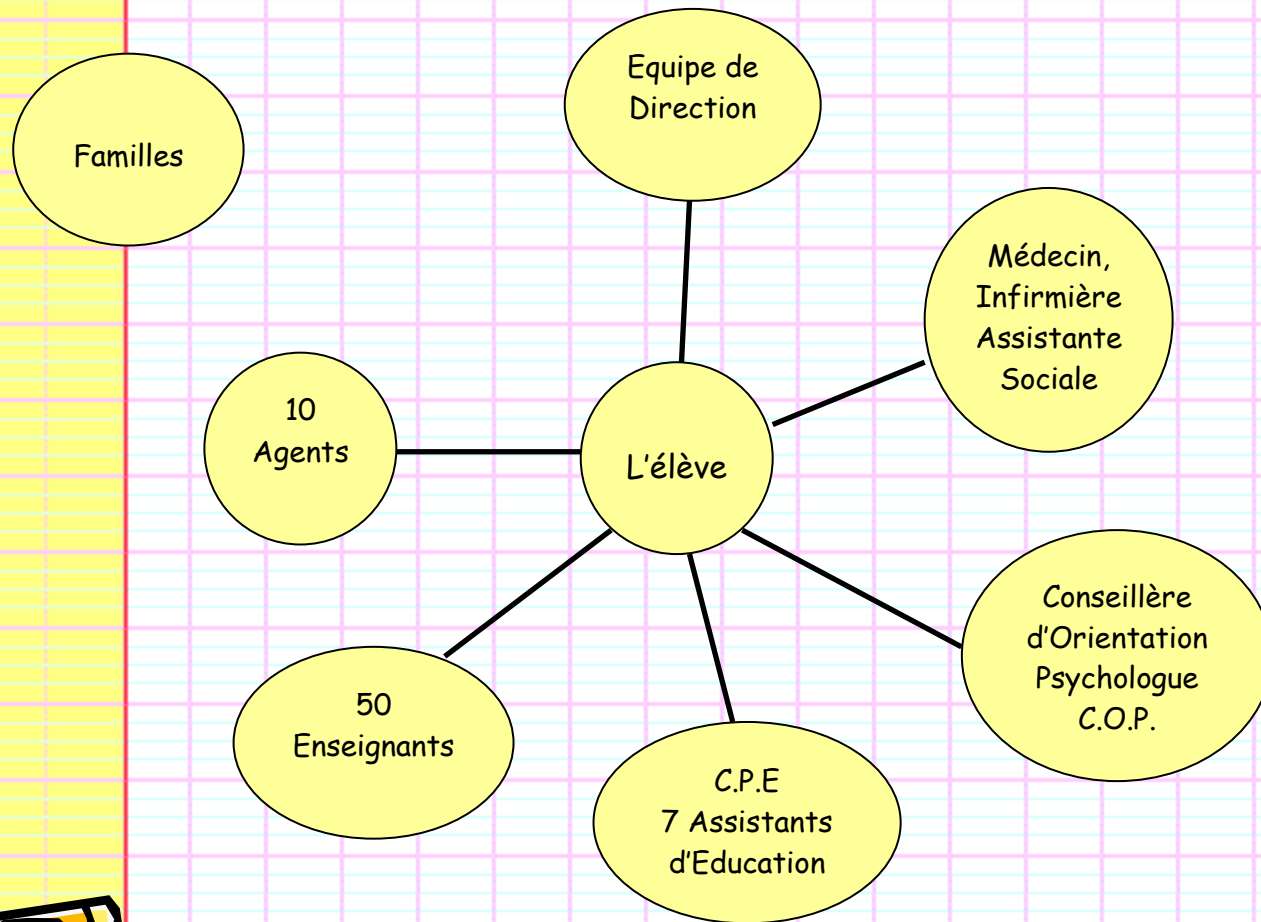 Familles
Equipe de
Direction
Médecin,
Infirmière
Assistante
Sociale
10
Agents
L'élève
Conseillère
d'Orientation
Psychologue
C.O.P.
50
Enseignants
C.P.E
7 Assistants
d'Education